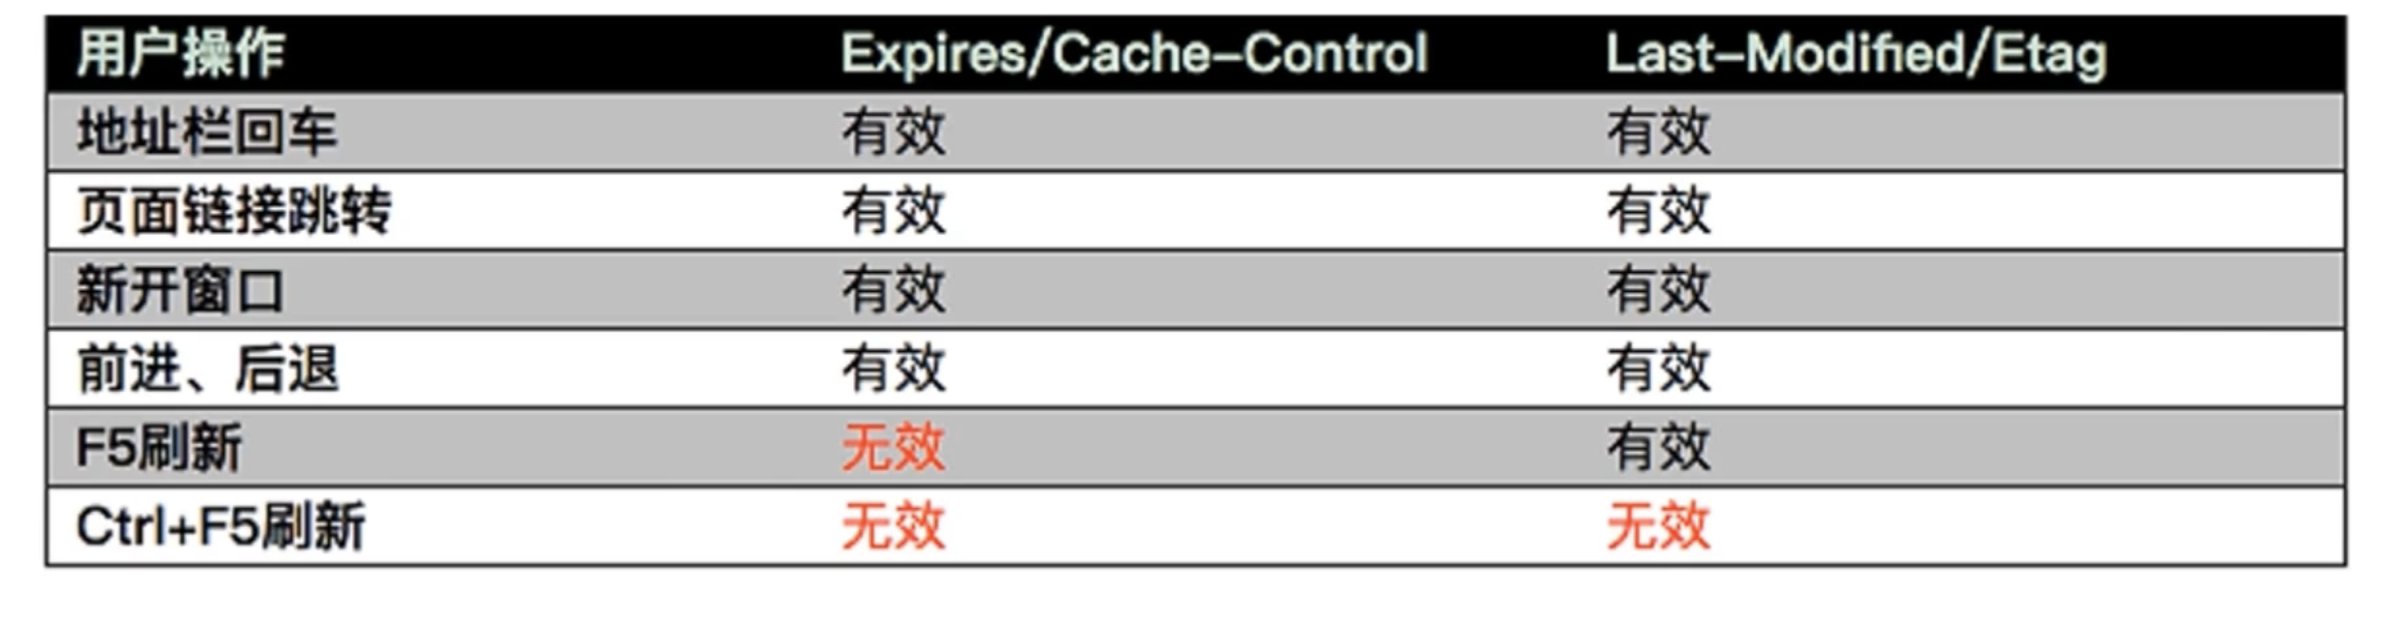 用户操作 Expires/Cache-Control Last-Modified/Etag
地址栏回车 有效 有效
页面链接跳转 有效 有效
新开窗口 有效 有效
前进、后退 有效 有效
F5刷新 无效 有效
Ctrl+F5刷新 无效 无效